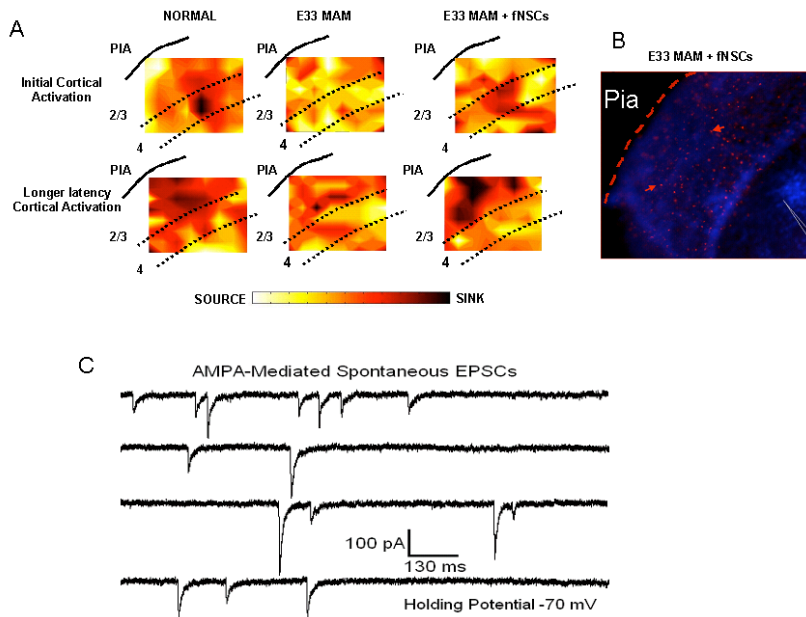 A
NORMAL
E33 MAM
E33 MAM + fNSCs
PIA
Initial Cortical
Activation
2/3
4
PIA
Longer latency
Cortical Activation
2/3
4
SOURCE
SINK
B
E33 MAM + fNSCs
Pia
C
AMPA-Mediated Spontaneous EPSCs
100 pA
130 ms
Holding Potential -70 mV
PIA
2/3
4
PIA
2/3
4
PIA
2/3
4
PIA
2/3
4